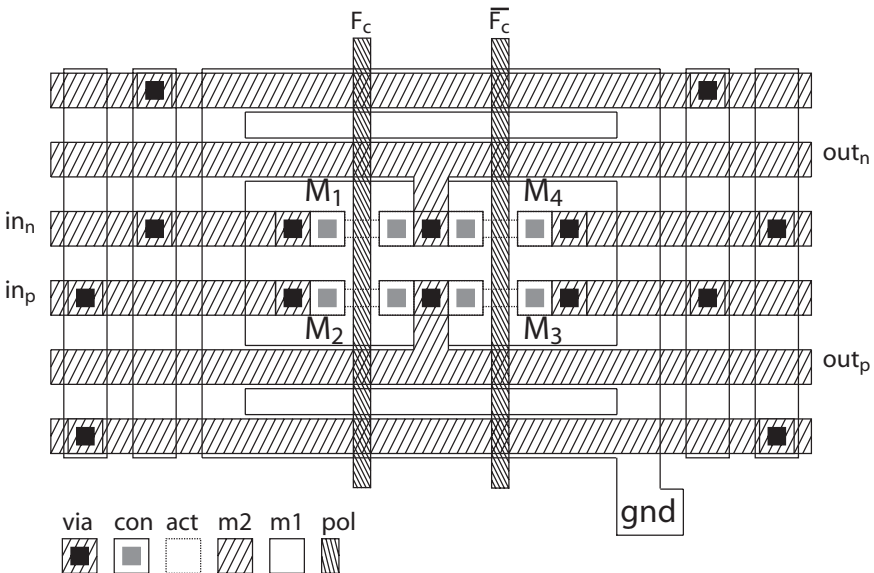 F_c
F̅_c
out_n
M_1
M_4
in_n
in_p
M_2
M_3
out_p
gnd
via con act m2 m1 pol